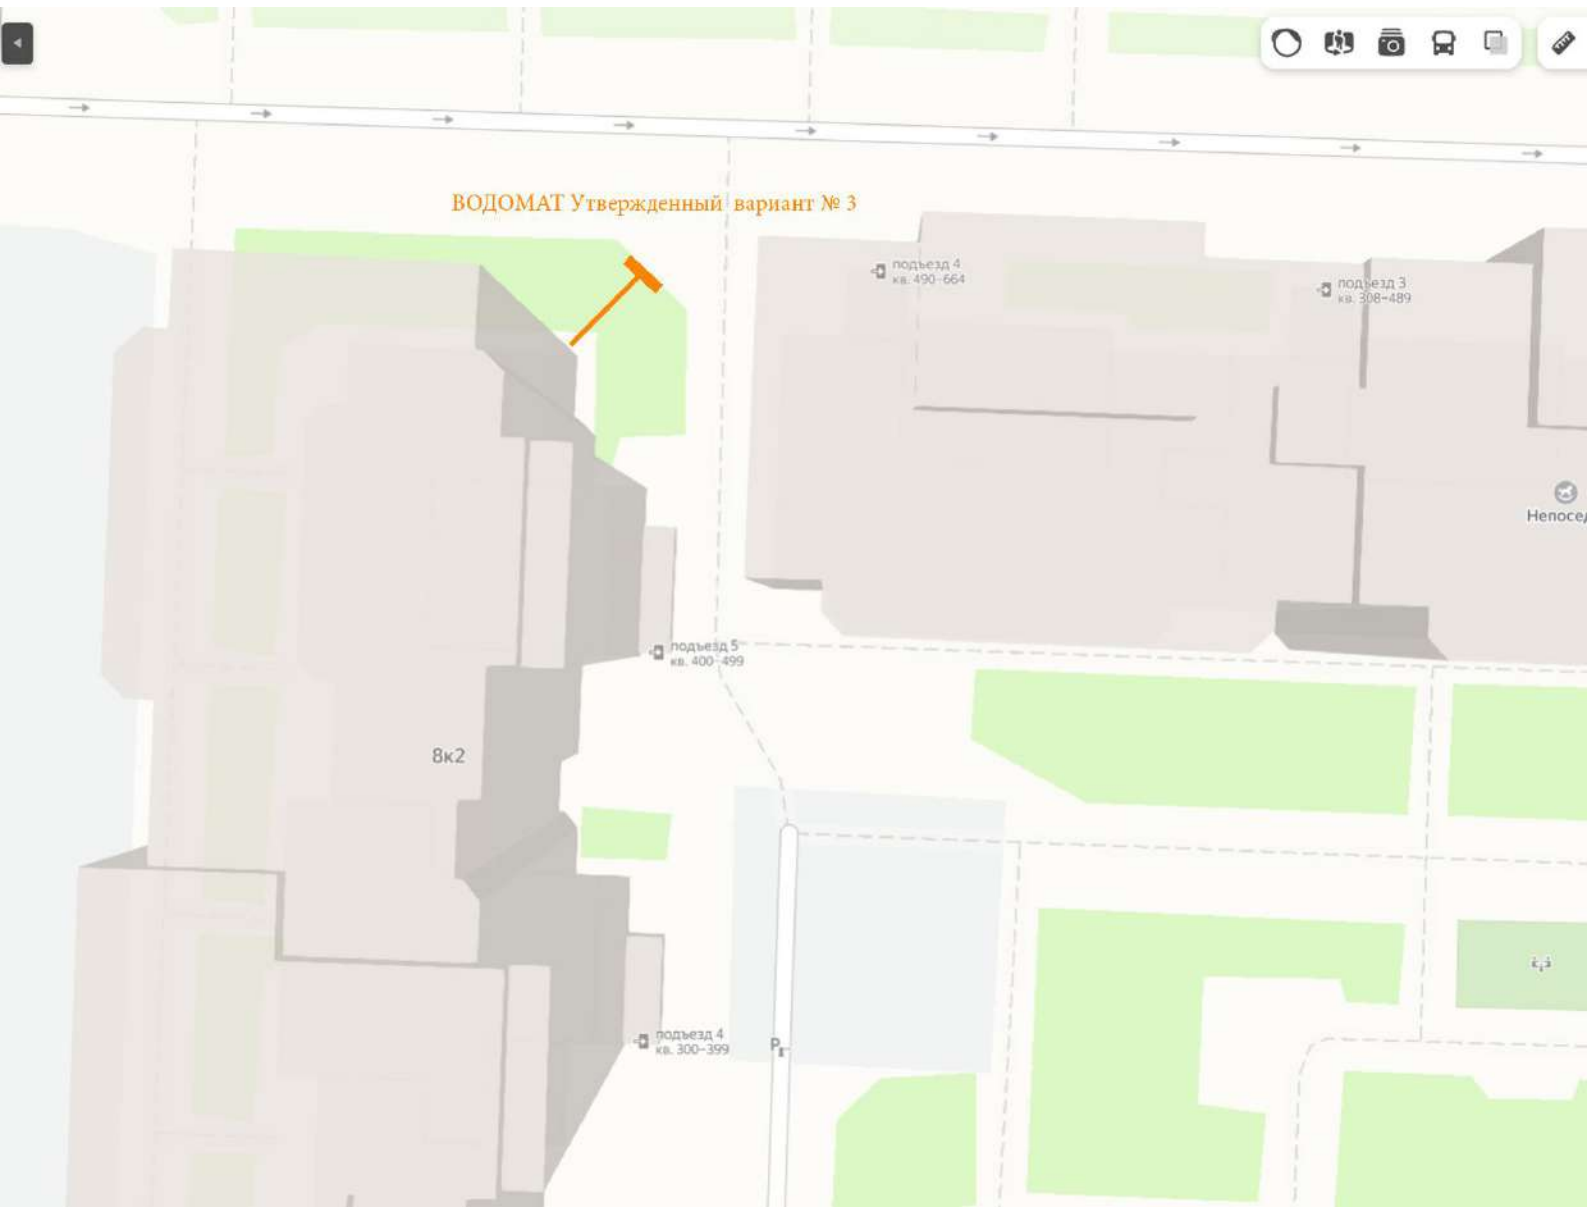 ВОДОМАТ Утвержденный вариант № 3
подъезд 4
кв. 490-664
подъезд 3
кв. 308-489
Непосед
подъезд 5
кв. 400-499
8к2
подъезд 4
кв. 300-399
P